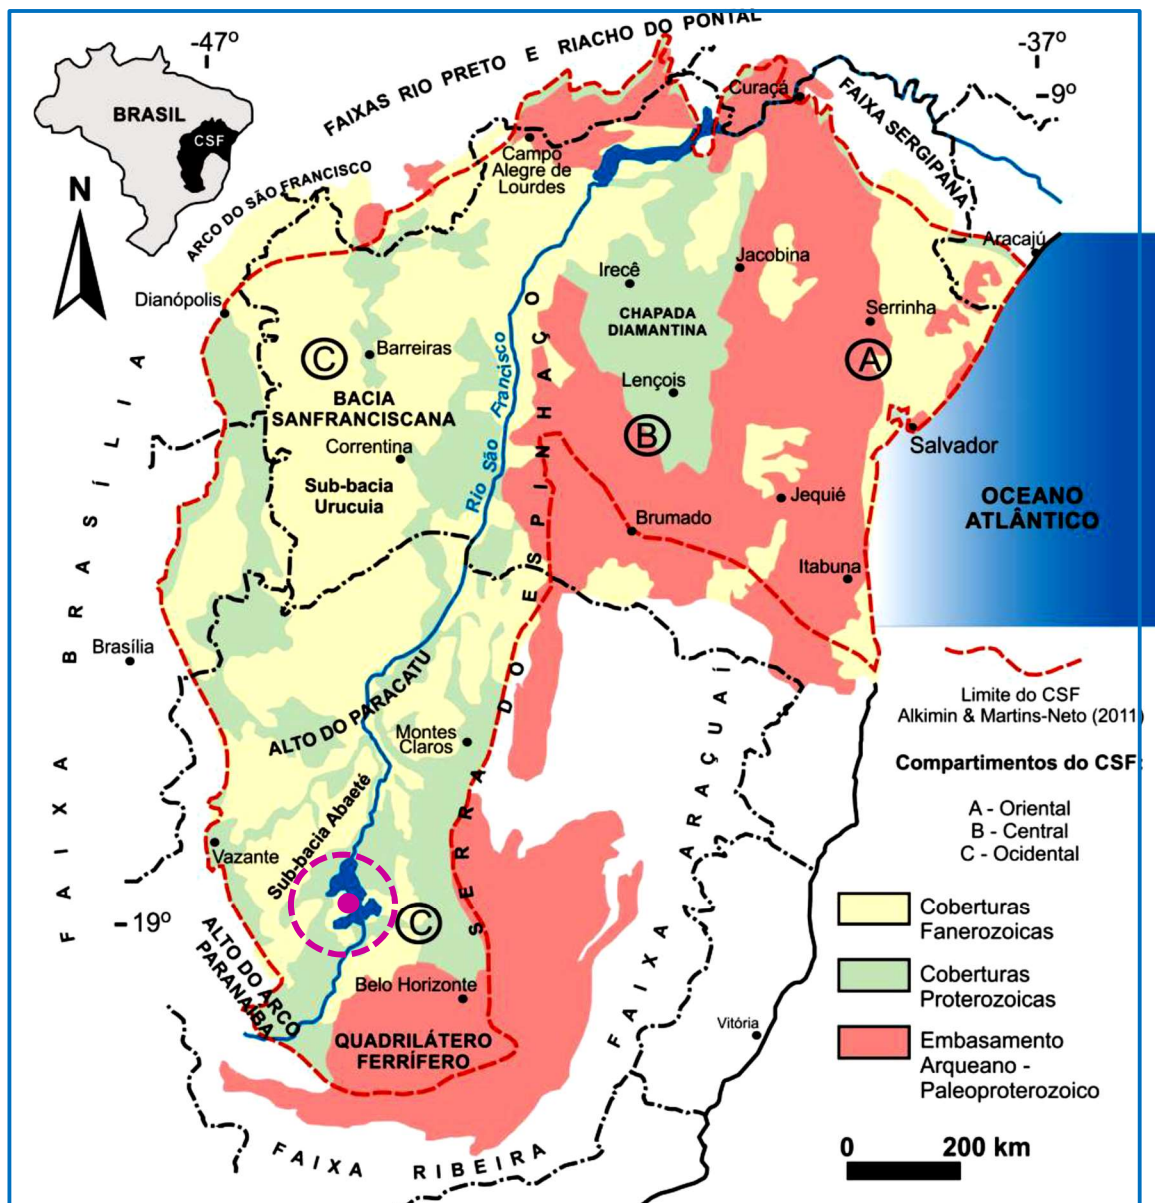 -47º
-37º
-9º
BRASIL
CSF
N
FAIXAS RIO PRETO E RIACHO DO PONTAL
ARCO DO SÃO FRANCISCO
Campo
Alegre de
Lourdes
Curaçá
FAIXA SERGIPANA
Aracajú
Dianópolis
Irecê
Jacobina
CHAPADA
DIAMANTINA
Serrinha
C
Barreiras
A
BACIA
SANFRANCISCANA
Rio São Francisco
Lençois
B
Correntina
Salvador
Sub-bacia
Urucuia
Jequié
OCEANO
ATLÂNTICO
Brumado
Itabuna
FAIXA BRASÍLIA
Brasília
SERRA DO ESPINHAÇO
ALTO DO PARACATU
Montes
Claros
FAIXA ARAÇUAÍ
Limite do CSF
Alkimin & Martins-Neto (2011)
Compartimentos do CSF:
A - Oriental
B - Central
C - Ocidental
Sub-bacia Abaeté
Vazante
-19º
C
ALTO DO ARCO
PARANAÍBA
Belo Horizonte
QUADRILÁTERO
FERRÍFERO
Vitória
FAIXA RIBEIRA
Coberturas
Fanerozoicas
Coberturas
Proterozoicas
Embasamento
Arqueano -
Paleoproterozoico
0 200 km